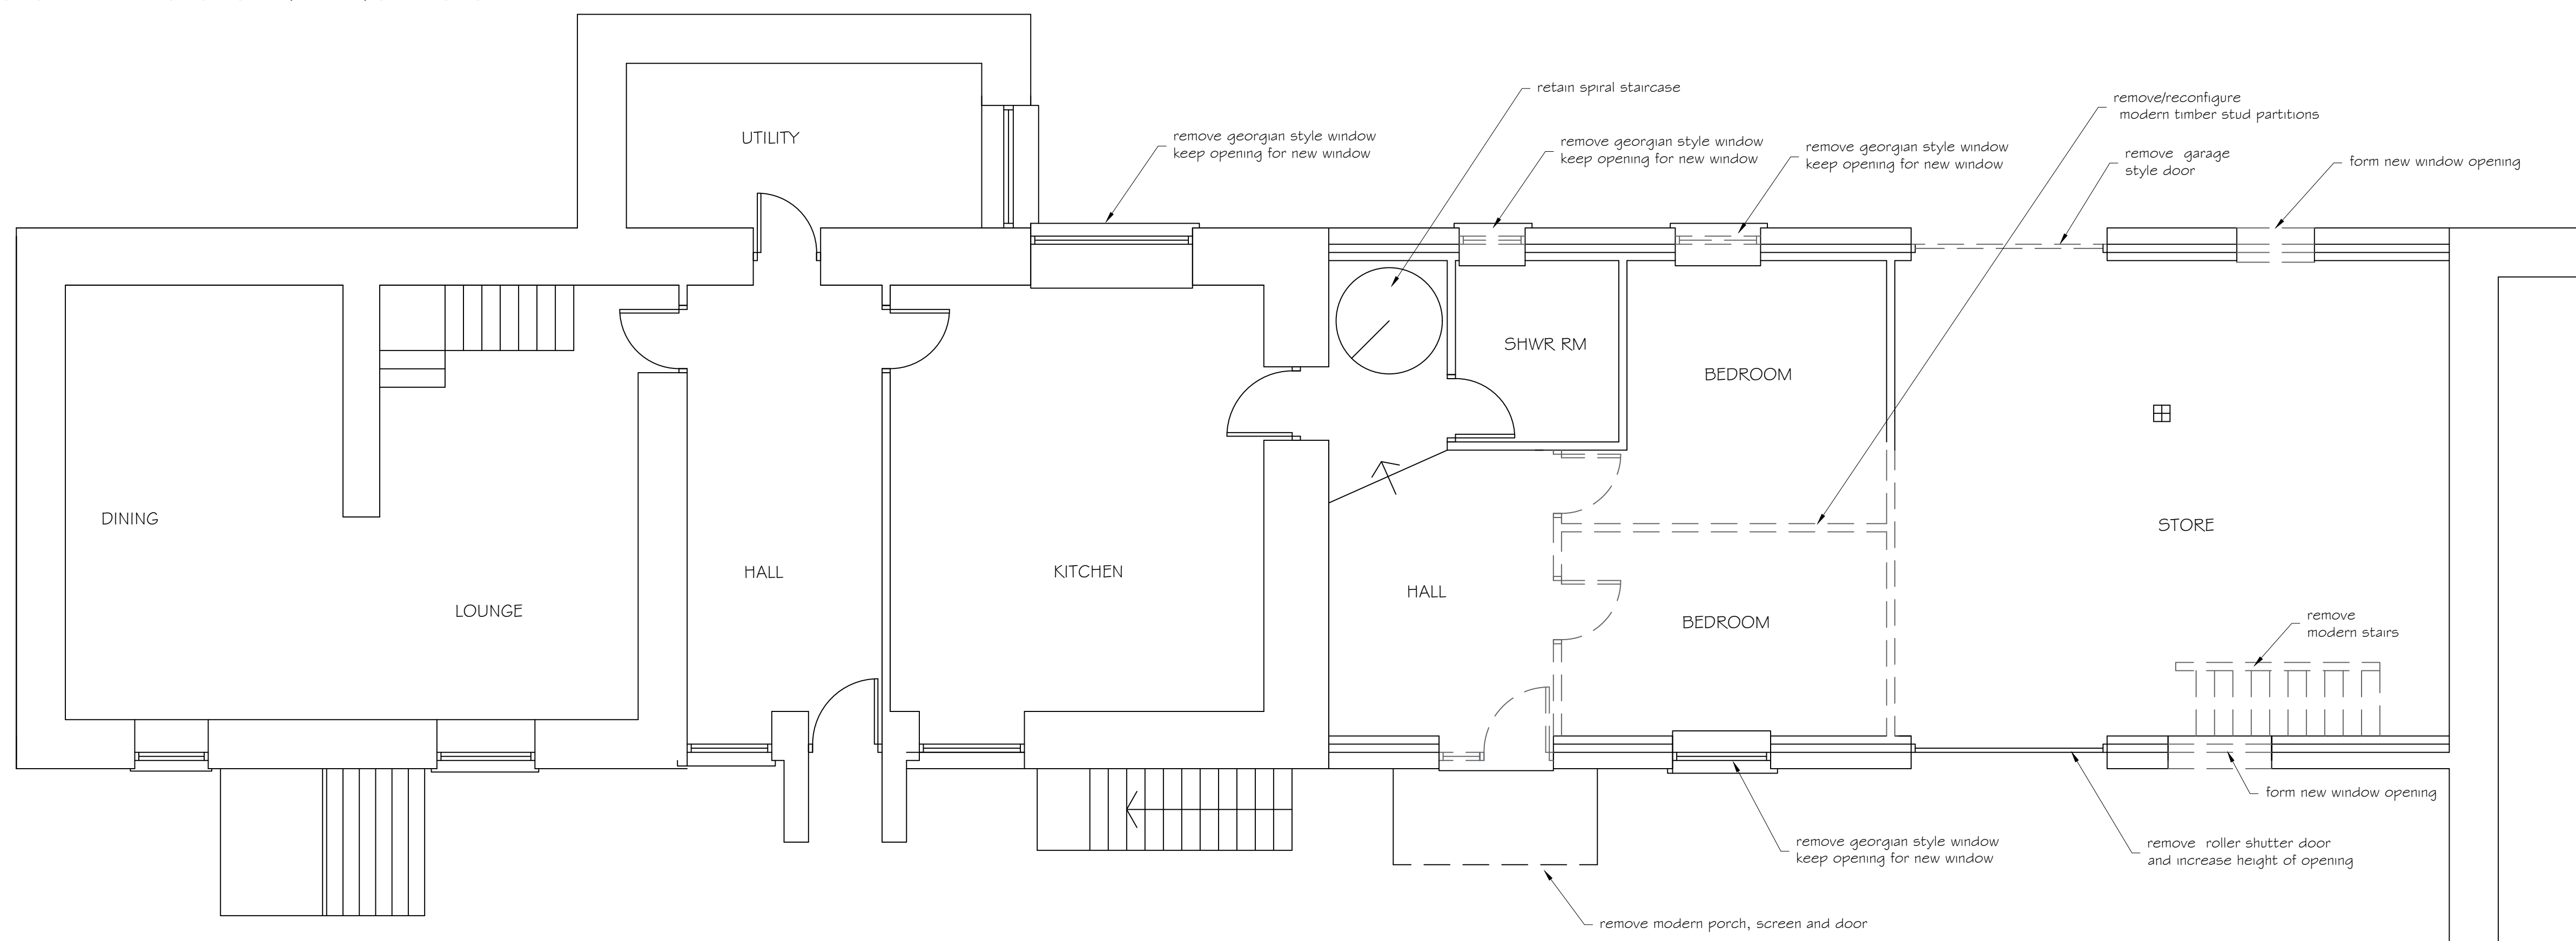 retain spiral staircase
remove/reconfigure
modern timber stud partitions
UTILITY
remove georgian style window
keep opening for new window
remove georgian style window
keep opening for new window
remove georgian style window
keep opening for new window
remove garage
style door
form new window opening
SHWR RM
BEDROOM
DINING
LOUNGE
HALL
KITCHEN
HALL
BEDROOM
STORE
remove
modern stairs
form new window opening
remove georgian style window
keep opening for new window
remove roller shutter door
and increase height of opening
remove modern porch, screen and door